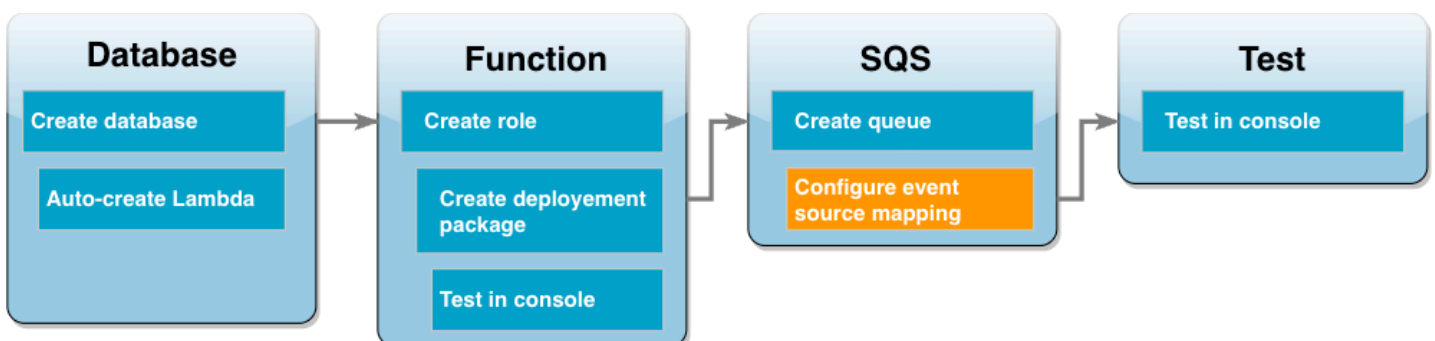 Database
Create database
Auto-create Lambda
Function
Create role
Create deployement
package
Test in console
SQS
Create queue
Configure event
source mapping
Test
Test in console